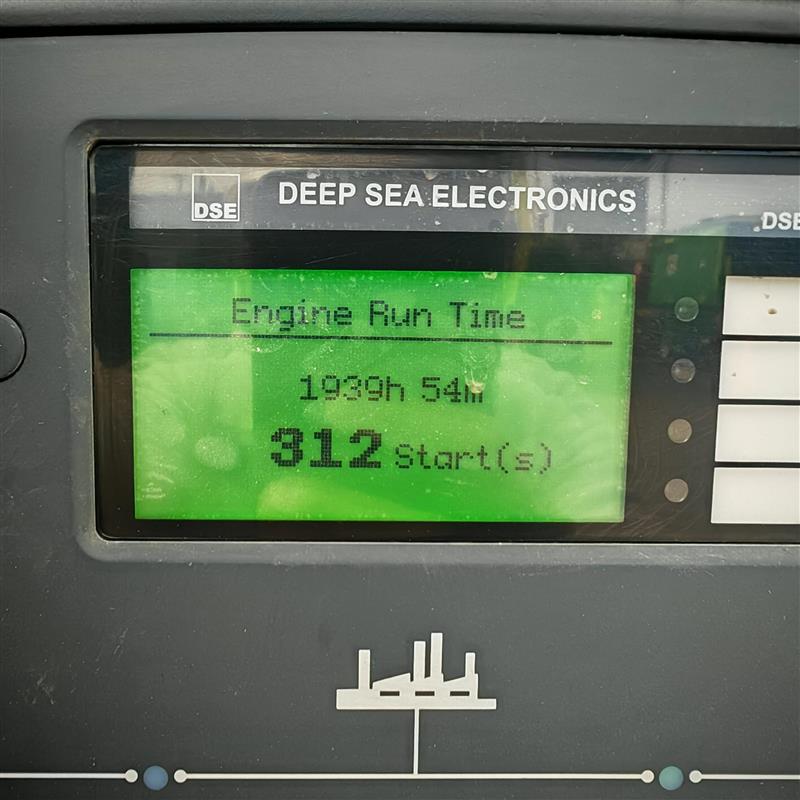 DSE
DEEP SEA ELECTRONICS
DSE
Engine Run Time
1939h 54m
312 Start(s)